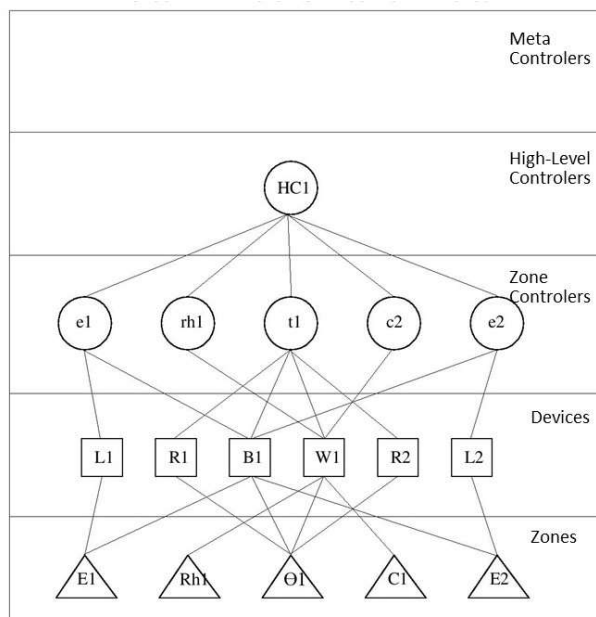 Meta
Controlers
High-Level
Controlers
HC1
Zone
Controlers
e1 rh1 t1 c2 e2
Devices
L1 R1 B1 W1 R2 L2
Zones
E1 Rh1 Ө1 C1 E2